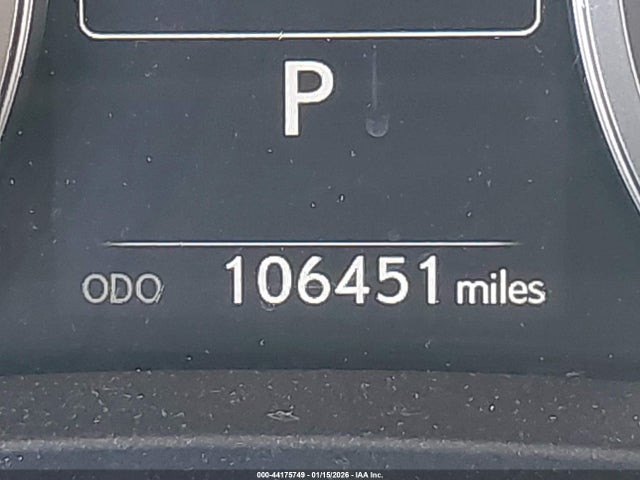 P
ODO 106451 miles
000-44175749 - 01/15/2026 - IAA Inc.